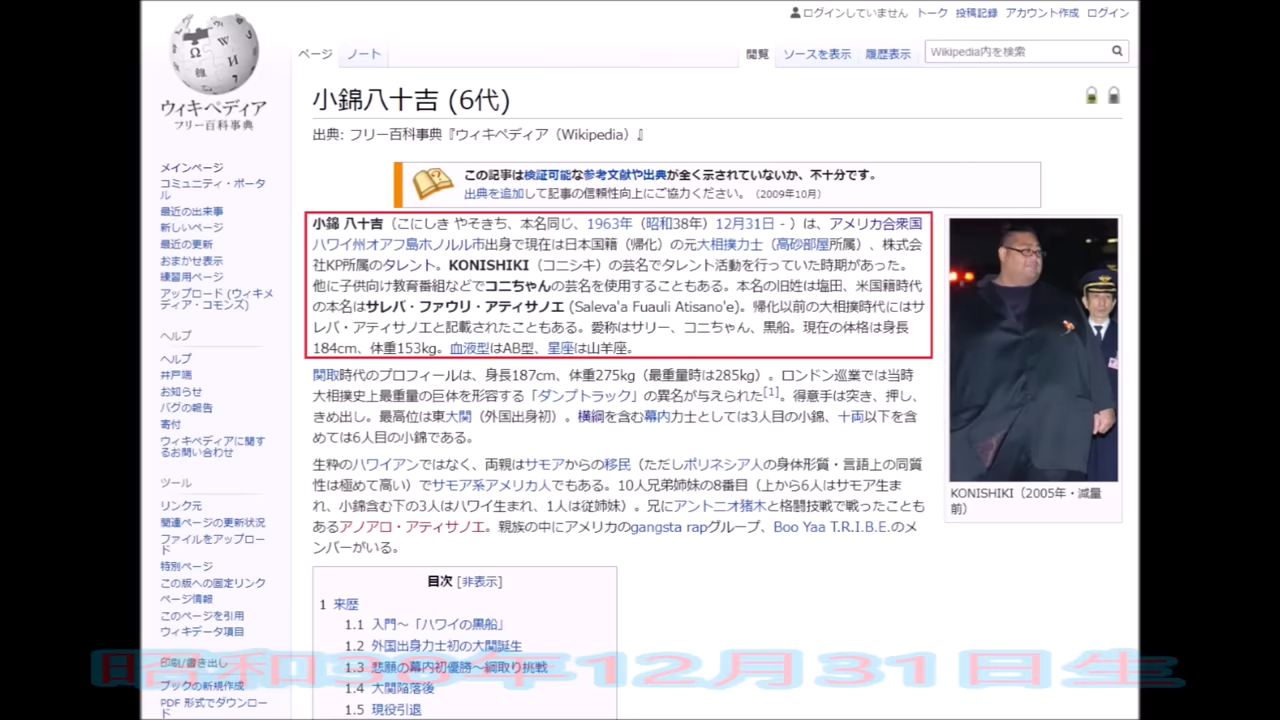 ログインしていません トーク 投稿記録 アカウント作成 ログイン
ページ ノート 閲覧 ソースを表示 履歴表示 Wikipedia内を検索
ウィキペディア
フリー百科事典
メインページ
コミュニティ・ポータ
ル
最近の出来事
新しいページ
最近の更新
おまかせ表示
練習用ページ
アップロード (ウィキメ
ディア・コモンズ)
ヘルプ
ヘルプ
井戸端
お知らせ
バグの報告
寄付
ウィキペディアに関す
るお問い合わせ
ツール
リンク元
関連ページの更新状況
ファイルをアップロー
ド
特別ページ
この版への固定リンク
ページ情報
このページを引用
ウィキデータ項目
印刷/書き出し
ブックの新規作成
PDF 形式でダウンロー
ド
小錦八十吉 (6代)
出典: フリー百科事典『ウィキペディア（Wikipedia）』
この記事は検証可能な参考文献や出典が全く示されていないか、不十分です。
出典を追加して記事の信頼性向上にご協力ください。（2009年10月）
小錦 八十吉（こにしき やそきち、本名同じ、1963年（昭和38年）12月31日 - ）は、アメリカ合衆国
ハワイ州オアフ島ホノルル市出身で現在は日本国籍（帰化）の元大相撲力士（高砂部屋所属）、株式会
社KP所属のタレント。KONISHIKI（コニシキ）の芸名でタレント活動を行っていた時期があった。
他に子供向け教育番組などでコニちゃんの芸名を使用することもある。本名の旧姓は塩田、米国籍時代
の本名はサレバ・ファウリ・アティサノエ (Saleva'a Fuauli Atisano'e)。帰化以前の大相撲時代にはサ
レバ・アティサノエと記載されたこともある。愛称はサリー、コニちゃん、黒船。現在の体格は身長
184cm、体重153kg。血液型はAB型、星座は山羊座。
関取時代のプロフィールは、身長187cm、体重275kg（最重量時は285kg）。ロンドン巡業では当時
大相撲史上最重量の巨体を形容する「ダンプトラック」の異名が与えられた[1]。得意手は突き、押し、
きめ出し。最高位は東大関（外国出身初）。横綱を含む幕内力士としては3人目の小錦、十両以下を含
めては6人目の小錦である。
生粋のハワイアンではなく、両親はサモアからの移民（ただしポリネシア人の身体形質・言語上の同質
性は極めて高い）でサモア系アメリカ人でもある。10人兄弟姉妹の8番目（上から6人はサモア生ま
れ、小錦含む下の3人はハワイ生まれ、1人は従姉妹）。兄にアントニオ猪木と格闘技戦で戦ったことも
あるアノアロ・アティサノエ。親族の中にアメリカのgangsta rapグループ、Boo Yaa T.R.I.B.E.のメ
ンバーがいる。
KONISHIKI（2005年・減量
前）
目次 [非表示]
1 来歴
1.1 入門～「ハワイの黒船」
1.2 外国出身力士初の大関誕生
1.3 悲願の幕内初優勝～綱取り挑戦
1.4 大関陥落後
1.5 現役引退
昭和38年12月31日生